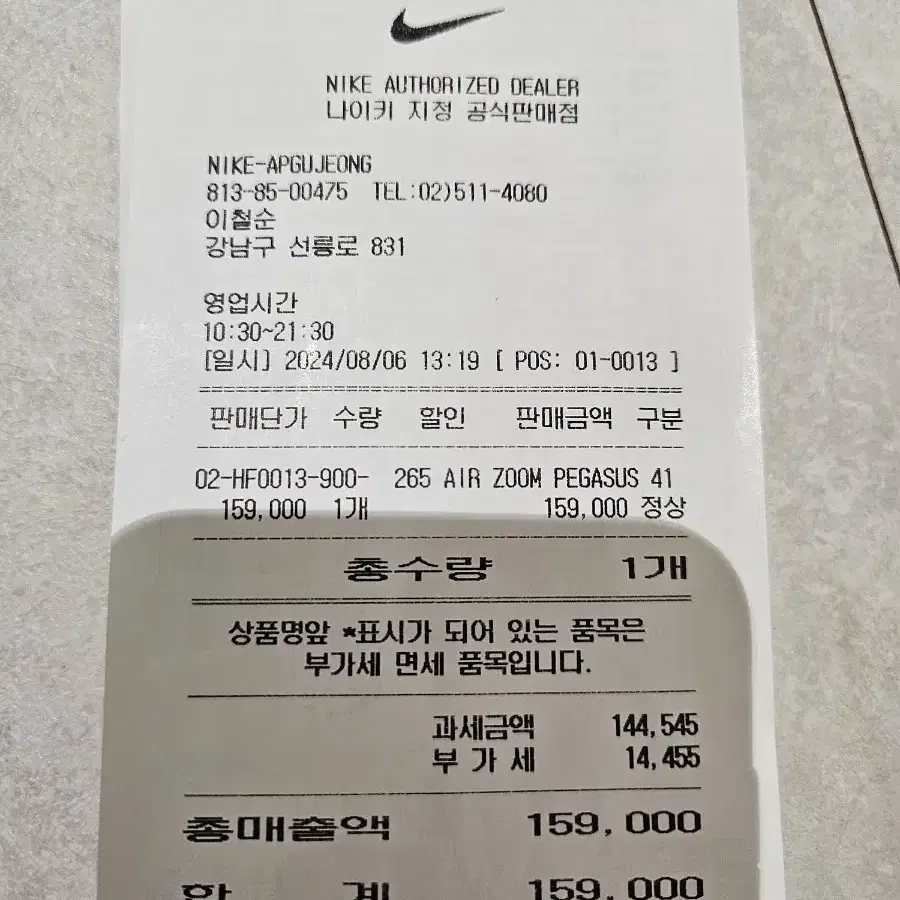 NIKE AUTHORIZED DEALER
나이키 지정 공식판매점
NIKE-APGUJEONG
813-85-00475 TEL:02)511-4080
이철순
강남구 선릉로 831
영업시간
10:30~21:30
[일시] 2024/08/06 13:19 [ POS: 01-0013 ]
판매단가 수량 할인 판매금액 구분
02-HF0013-900- 265 AIR ZOOM PEGASUS 41
159,000 1개 159,000 정상
총수량 1개
상품명앞 *표시가 되어 있는 품목은
부가세 면세 품목입니다.
과세금액 144,545
부 가 세 14,455
총매출액 159,000
합 계 159,000